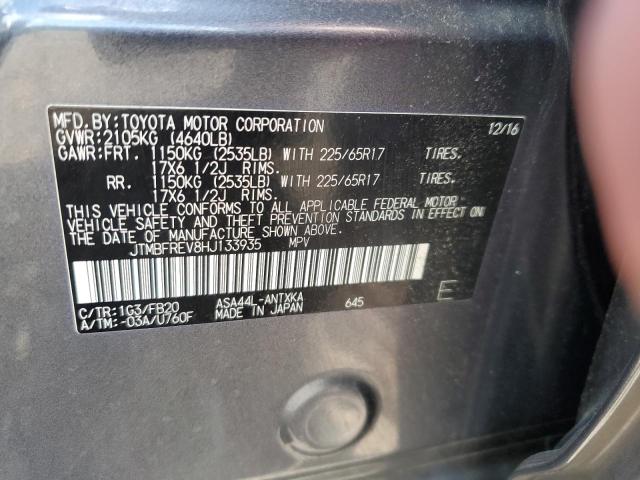 MFD. BY: TOYOTA MOTOR CORPORATION 12/16
GVWR: 2105KG (4640LB)
GAWR: FRT. 1150KG (2535LB) WITH 225/65R17 TIRES.
17X6 1/2J RIMS.
RR. 1150KG (2535LB) WITH 225/65R17 TIRES.
17X6 1/2J RIMS.
THIS VEHICLE CONFORMS TO ALL APPLICABLE FEDERAL MOTOR
VEHICLE SAFETY AND THEFT PREVENTION STANDARDS IN EFFECT ON
THE DATE OF MANUFACTURE SHOWN ABOVE.
JTMBFREV8HJ133935 MPV
C/TR: 1G3/FB20 ASA44L-ANTXKA 645 E
A/TM: -03A/U760F MADE IN JAPAN